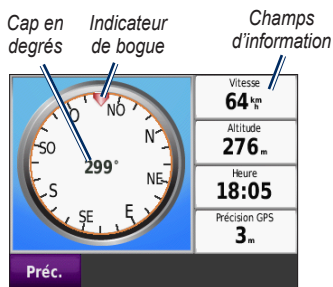 Cap en
degrés
Indicateur
de bogue
Champs
d'information
O
NO
N
NE
E
SE
S
SO
299°
Vitesse
64 km/h
Altitude
276 m
Heure
18:05
Précision GPS
3 m
Préc.